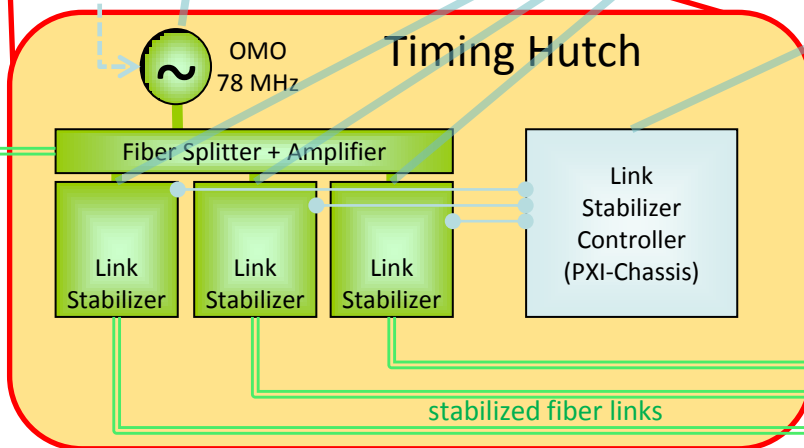 Timing Hutch
OMO
78 MHz
~
Fiber Splitter + Amplifier
Link
Stabilizer
Link
Stabilizer
Link
Stabilizer
Link
Stabilizer
Controller
(PXI-Chassis)
stabilized fiber links